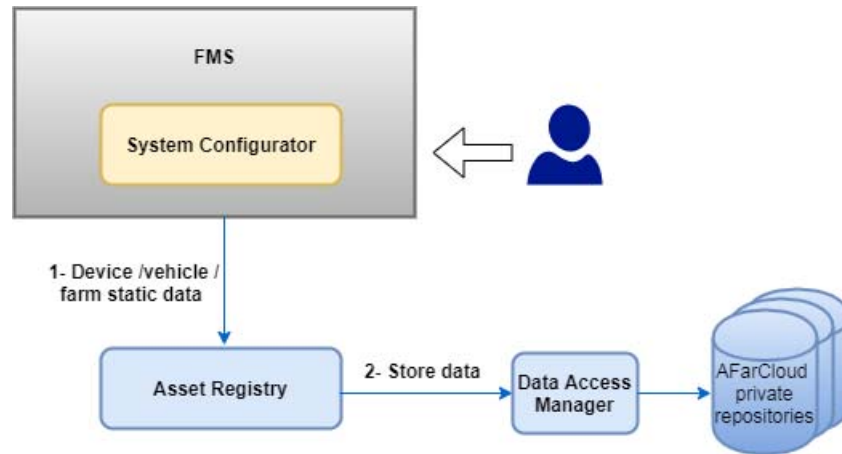 FMS
System Configurator
1- Device /vehicle /
farm static data
Asset Registry
2- Store data
Data Access
Manager
AFarCloud
private
repositories